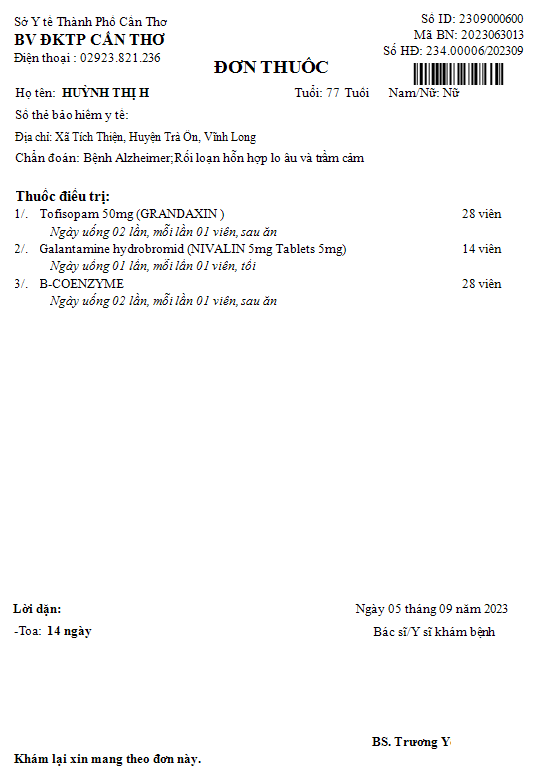 Sở Y tế Thành Phố Cần Thơ
BV ĐKTP CẦN THƠ
Điện thoại : 02923.821.236
Số ID: 2309000600
Mã BN: 2023063013
Số HĐ: 234.00006/202309
ĐƠN THUỐC
Họ tên: HUỲNH THỊ H Tuổi: 77 Tuổi Nam/Nữ: Nữ
Số thẻ bảo hiểm y tế:
Địa chỉ: Xã Tích Thiện, Huyện Trà Ôn, Vĩnh Long
Chẩn đoán: Bệnh Alzheimer;Rối loạn hỗn hợp lo âu và trầm cảm
Thuốc điều trị:
1/. Tofisopam 50mg (GRANDAXIN ) 28 viên
Ngày uống 02 lần, mỗi lần 01 viên, sau ăn
2/. Galantamine hydrobromid (NIVALIN 5mg Tablets 5mg) 14 viên
Ngày uống 01 lần, mỗi lần 01 viên, tối
3/. B-COENZYME 28 viên
Ngày uống 02 lần, mỗi lần 01 viên, sau ăn
Lời dặn:
-Toa: 14 ngày
Ngày 05 tháng 09 năm 2023
Bác sĩ/Y sĩ khám bệnh
BS. Trương Y
Khám lại xin mang theo đơn này.